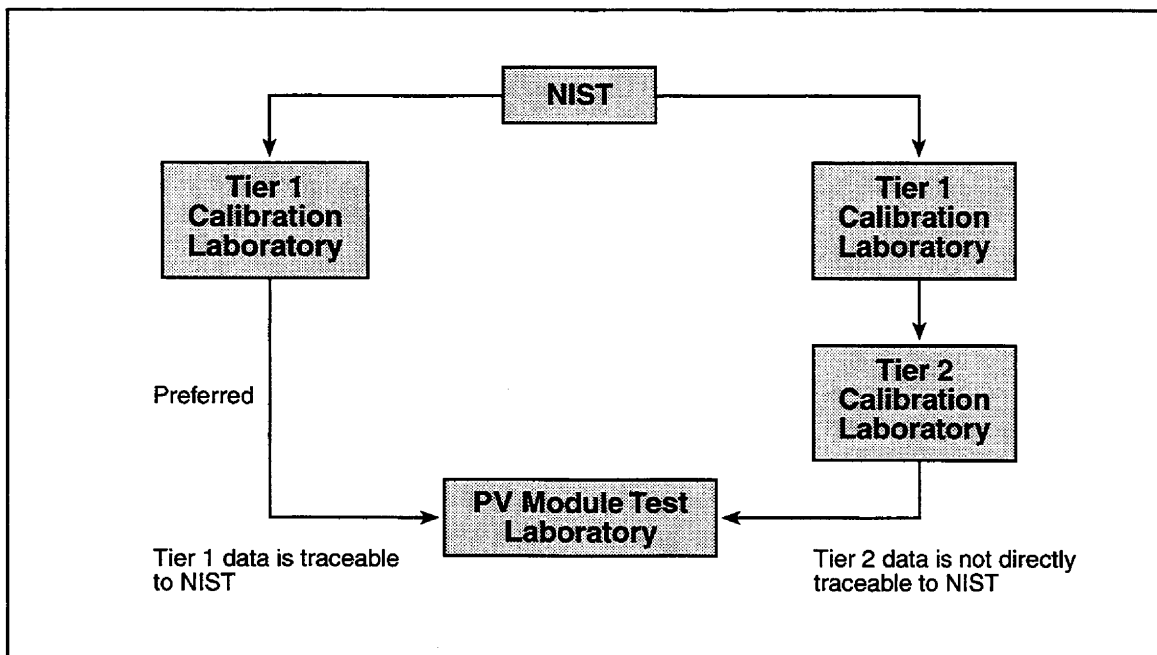 NIST
Tier 1
Calibration
Laboratory
Tier 1
Calibration
Laboratory
Tier 2
Calibration
Laboratory
Preferred
PV Module Test
Laboratory
Tier 1 data is traceable
to NIST
Tier 2 data is not directly
traceable to NIST